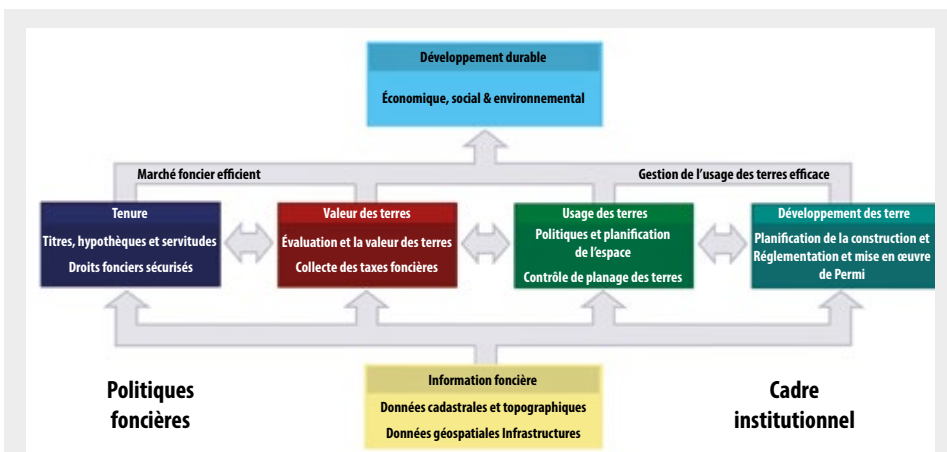 Développement durable
Économique, social & environnemental
Marché foncier efficient
Gestion de l'usage des terres efficace
Tenure
Titres, hypothèques et servitudes
Droits fonciers sécurisés
Valeur des terres
Évaluation et la valeur des terres
Collecte des taxes foncières
Usage des terres
Politiques et planification
de l'espace
Contrôle de planage des terres
Développement des terre
Planification de la construction et
Réglementation et mise en œuvre
de Permi
Politiques
foncières
Information foncière
Données cadastrales et topographiques
Données géospatiales Infrastructures
Cadre
institutionnel